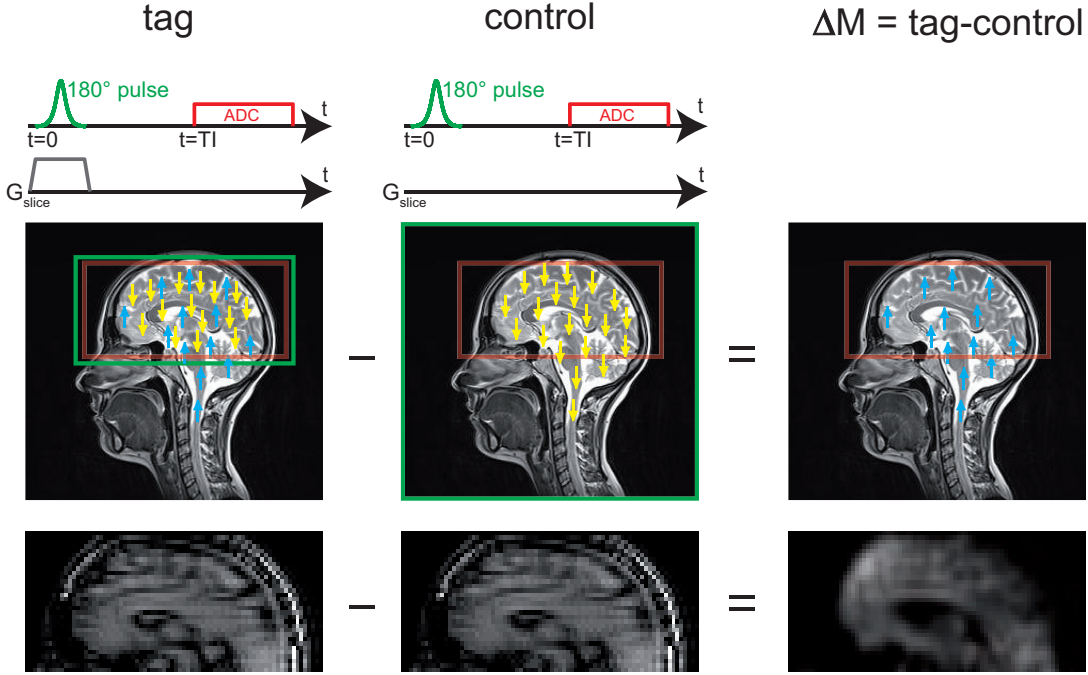 tag
control
ΔM = tag-control
180° pulse
ADC
t
t=0
t=TI
G slice
t
180° pulse
ADC
t
t=0
t=TI
G slice
t
−
=
−
=